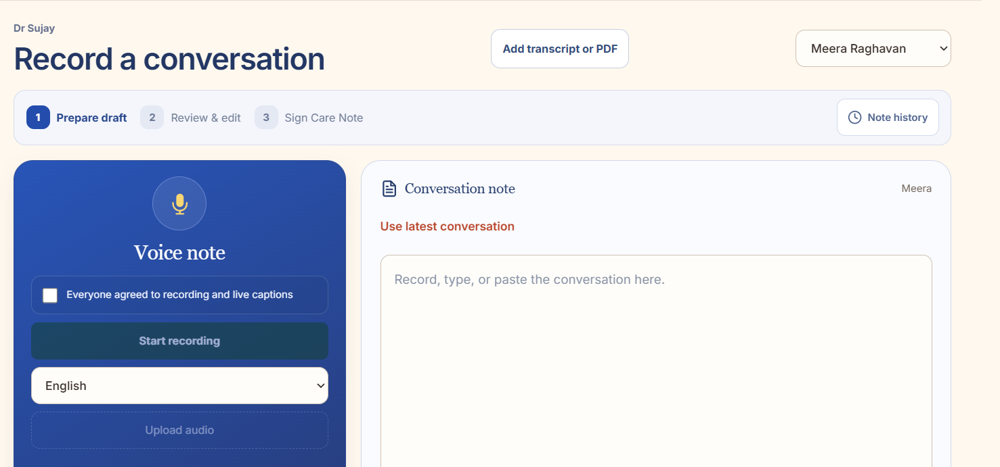 Dr Sujay
Record a conversation
Add transcript or PDF
Meera Raghavan
1 Prepare draft 2 Review & edit 3 Sign Care Note
Note history
Voice note
Everyone agreed to recording and live captions
Start recording
English
Upload audio
Conversation note
Meera
Use latest conversation
Record, type, or paste the conversation here.